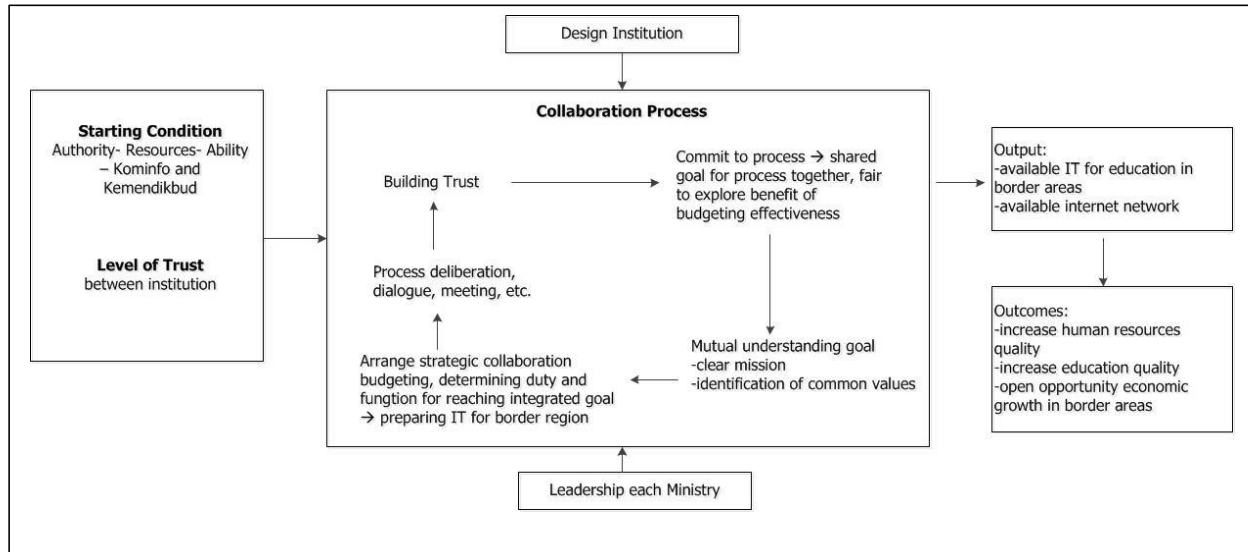 Design Institution
Starting Condition
Authority- Resources- Ability
– Kominfo and
Kemendikbud
Level of Trust
between institution
Collaboration Process
Building Trust
Commit to process → shared
goal for process together, fair
to explore benefit of
budgeting effectiveness
Process deliberation,
dialogue, meeting, etc.
Arrange strategic collaboration
budgeting, determining duty and
fungtion for reaching integrated goal
→ preparing IT for border region
Mutual understanding goal
-clear mission
-identification of common values
Leadership each Ministry
Output:
-available IT for education in
border areas
-available internet network
Outcomes:
-increase human resources
quality
-increase education quality
-open opportunity economic
growth in border areas